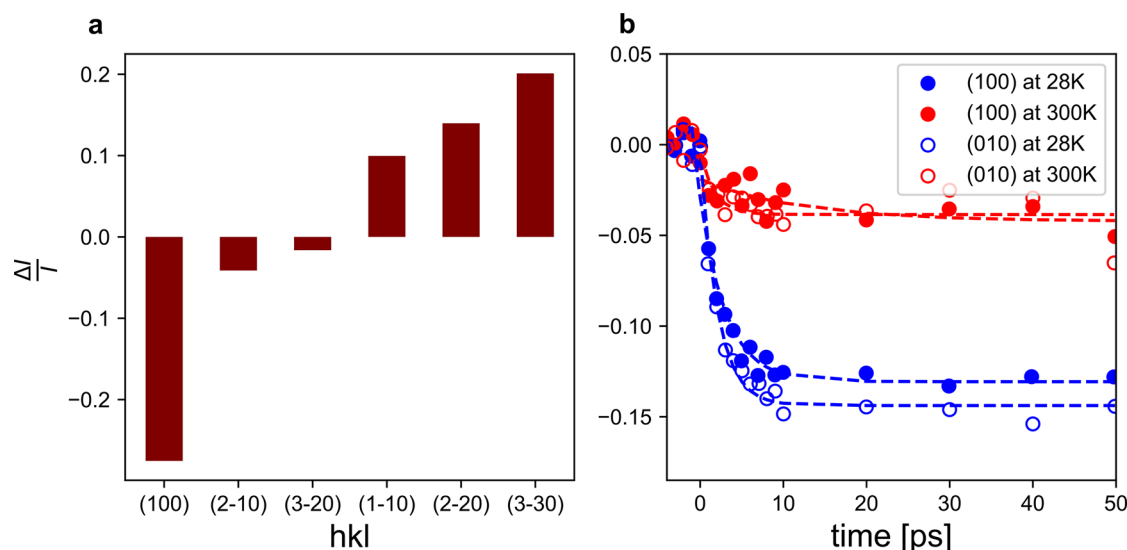 a
0.2
0.1
0.0
−0.1
−0.2
ΔI
I
(100) (2-10) (3-20) (1-10) (2-20) (3-30)
hkl
b
0.05
0.00
−0.05
−0.10
−0.15
(100) at 28K
(100) at 300K
(010) at 28K
(010) at 300K
0 10 20 30 40 50
time [ps]